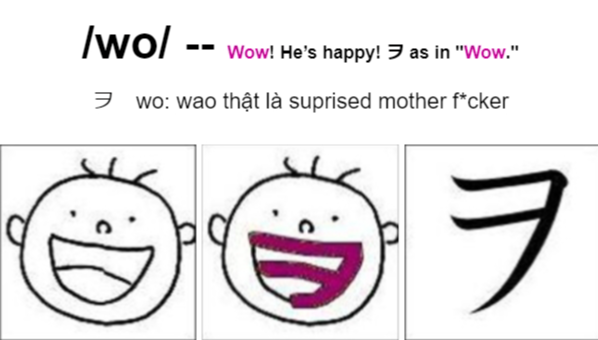 /wo/ -- Wow! He's happy! ヲ as in "Wow."
ヲ wo: wao thật là suprised mother f*cker
ヲ